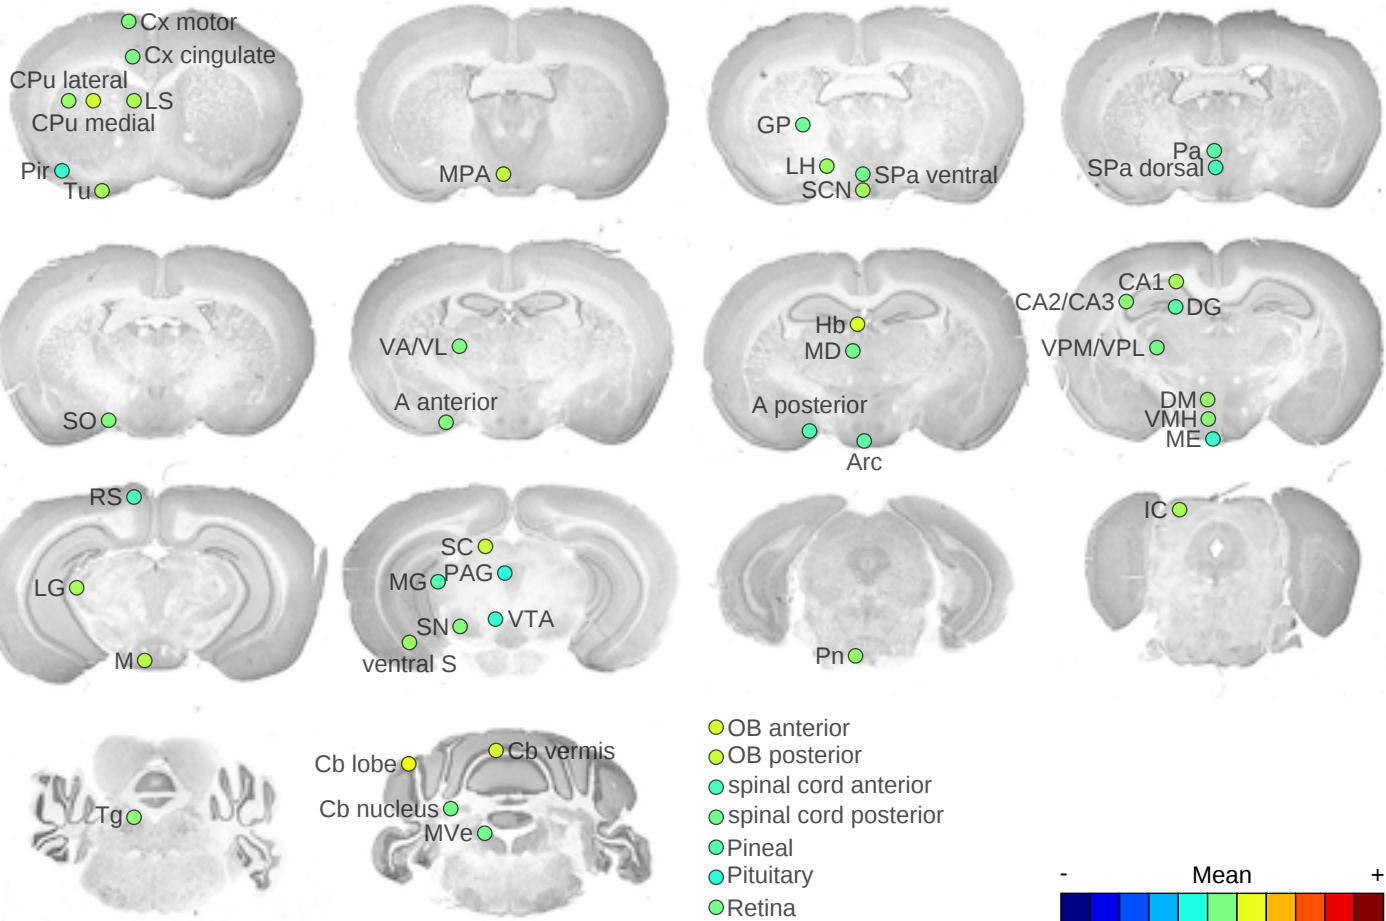 Cx motor
Cx cingulate
CPu lateral
LS
CPu medial
Pir
Tu
MPA
GP
LH
SPa ventral
SCN
Pa
SPa dorsal
SO
VA/VL
A anterior
Hb
MD
A posterior
Arc
CA1
CA2/CA3
DG
VPM/VPL
DM
VMH
ME
RS
LG
M
SC
MG
PAG
SN
VTA
ventral S
Pn
IC
Tg
Cb lobe
Cb vermis
Cb nucleus
MVe
OB anterior
OB posterior
spinal cord anterior
spinal cord posterior
Pineal
Pituitary
Retina
- Mean +